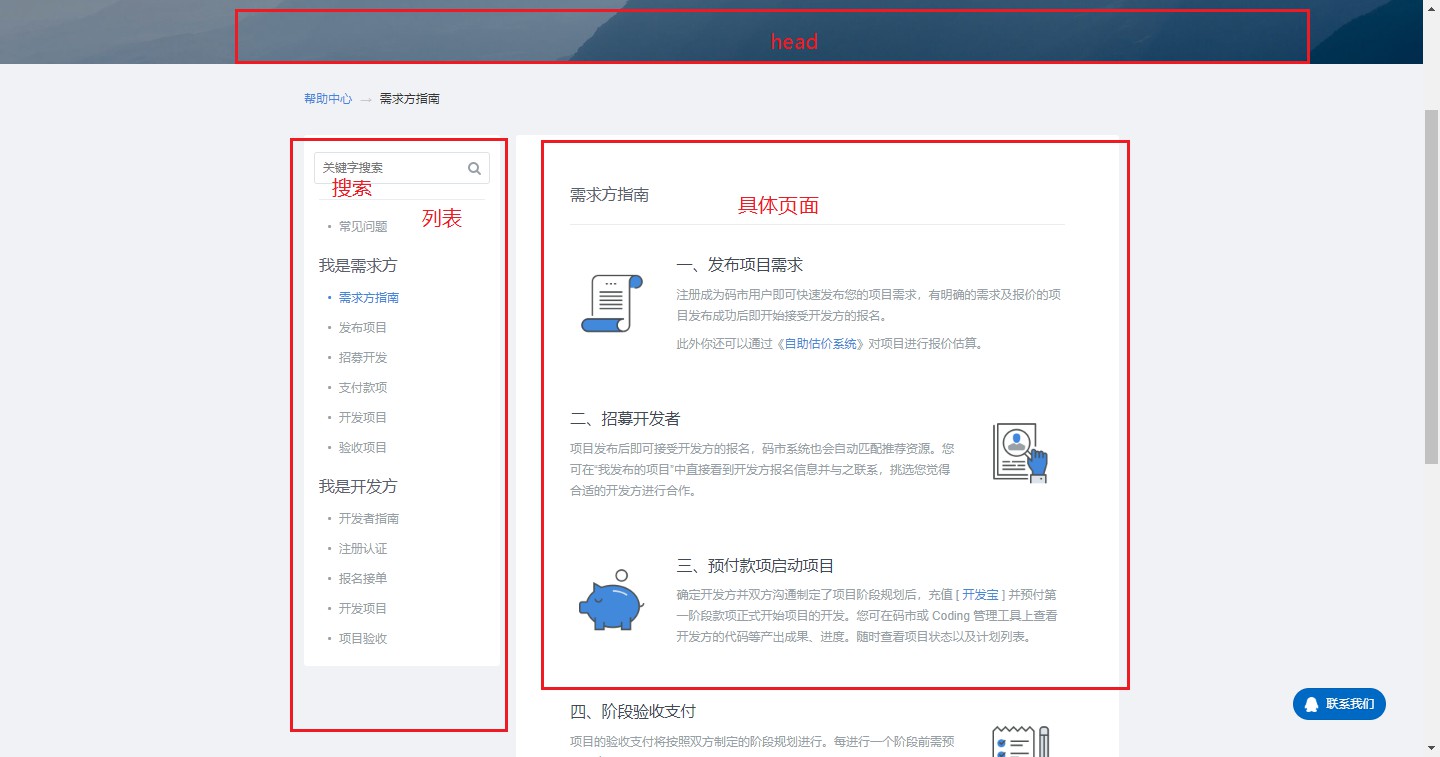 head
帮助中心 → 需求方指南
关键字搜索
搜索
列表
常见问题
我是需求方
需求方指南
发布项目
招募开发
支付款项
开发项目
验收项目
我是开发方
开发者指南
注册认证
报名接单
开发项目
项目验收
需求方指南
具体页面
一、发布项目需求
注册成为码市用户即可快速发布您的项目需求，有明确的需求及报价的项
目发布成功后即开始接受开发方的报名。
此外你还可以通过《自助估价系统》对项目进行报价估算。
二、招募开发者
项目发布后即可接受开发方的报名，码市系统也会自动匹配推荐资源。您
可在“我发布的项目”中直接看到开发方报名信息并与之联系，挑选您觉得
合适的开发方进行合作。
三、预付款项启动项目
确定开发方并双方沟通制定了项目阶段规划后，充值 [ 开发宝 ] 并预付第
一阶段款项正式开始项目的开发。您可在码市或 Coding 管理工具上查看
开发方的代码等产出成果、进度。随时查看项目状态以及计划列表。
四、阶段验收支付
项目的验收支付将按照双方制定的阶段规划进行。每进行一个阶段前需预
联系我们